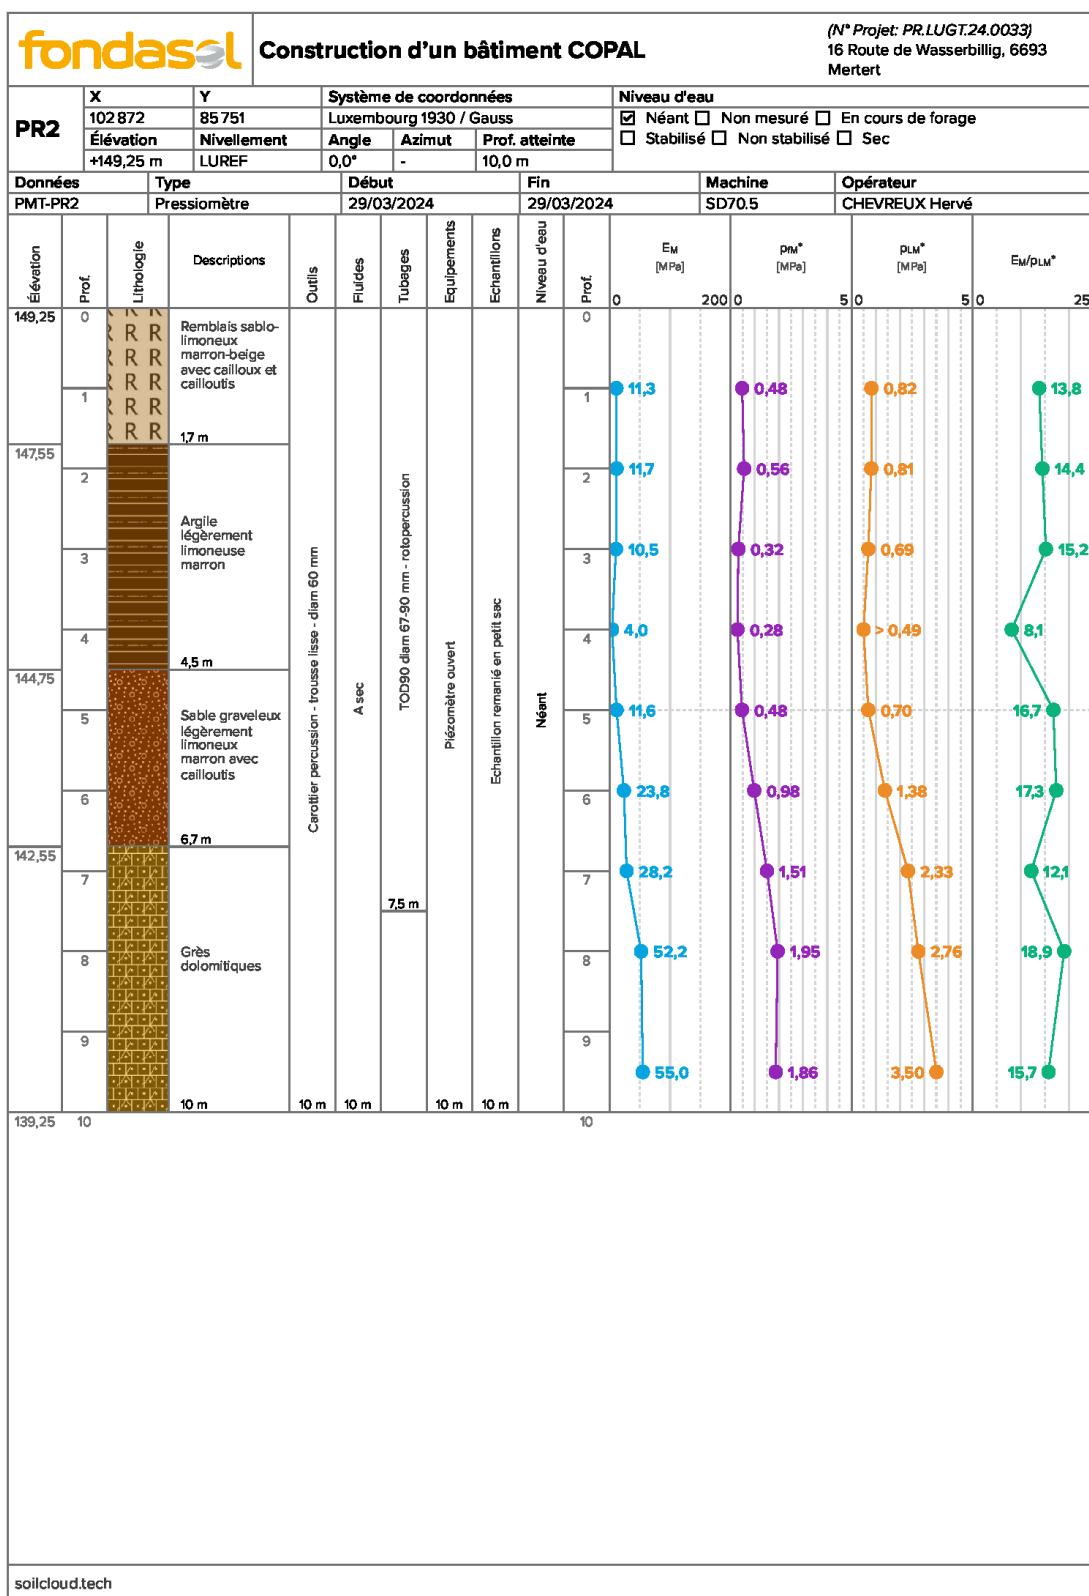 fondasol
Construction d'un bâtiment COPAL
(N° Projet: PR.LUGT.24.0033)
16 Route de Wasserbillig, 6693
Mertert
PR2
X
Y
Système de coordonnées
Niveau d'eau
102 872
85 751
Luxembourg 1930 / Gauss
Néant
Non mesuré
En cours de forage
Élévation
Nivellement
Angle
Azimut
Prof. atteinte
Stabilisé
Non stabilisé
Sec
+149,25 m
LUREF
0,0°
-
10,0 m
Données
Type
Début
Fin
Machine
Opérateur
PMT-PR2
Pressiomètre
29/03/2024
29/03/2024
SD70.5
CHEVREUX Hervé
Élévation
Prof.
Lithologie
Descriptions
Outils
Fluides
Tubages
Equipements
Echantillons
Niveau d'eau
Prof.
EM
[MPa]
0 200
pfM*
[MPa]
0 5
pLM*
[MPa]
0 5
EM/pLM*
0 25
149,25
147,55
144,75
142,55
139,25
0
1
2
3
4
5
6
7
8
9
10
R R
R R
R R
R R
R R
R R
Remblais sablo-
limoneux
marron-beige
avec cailloux et
cailloutis
1,7 m
Argile
légèrement
limoneuse
marron
4,5 m
Sable graveleux
légèrement
limoneux
marron avec
cailloutis
6,7 m
Grès
dolomitiques
10 m
Carottier percussion - trousse lisse - diam 60 mm
10 m
A sec
10 m
TOD90 diam 67-90 mm - rotopercussion
7,5 m
Piézomètre ouvert
10 m
Echantillon remanié en petit sac
10 m
Néant
0
1
2
3
4
5
6
7
8
9
10
11,3
11,7
10,5
4,0
11,6
23,8
28,2
52,2
55,0
0,48
0,56
0,32
0,28
0,48
0,98
1,51
1,95
1,86
0,82
0,81
0,69
> 0,49
0,70
1,38
2,33
2,76
3,50
13,8
14,4
15,2
8,1
16,7
17,3
12,1
18,9
15,7
soilcloud.tech